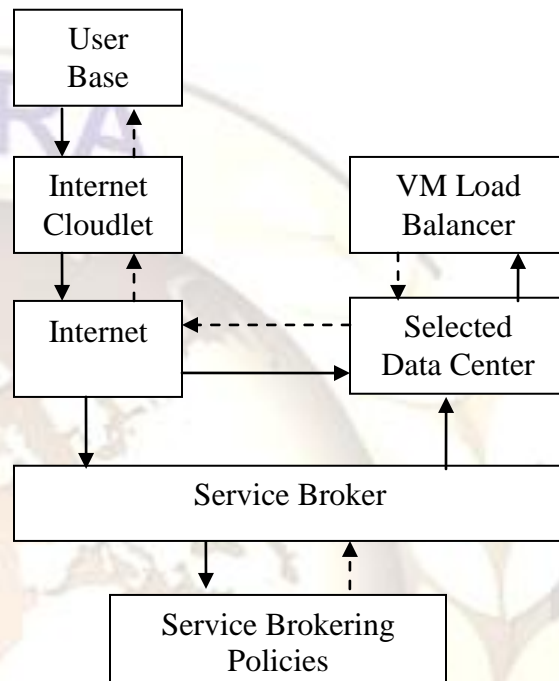 User
Base
Internet
Cloudlet
VM Load
Balancer
Internet
Selected
Data Center
Service Broker
Service Brokering
Policies